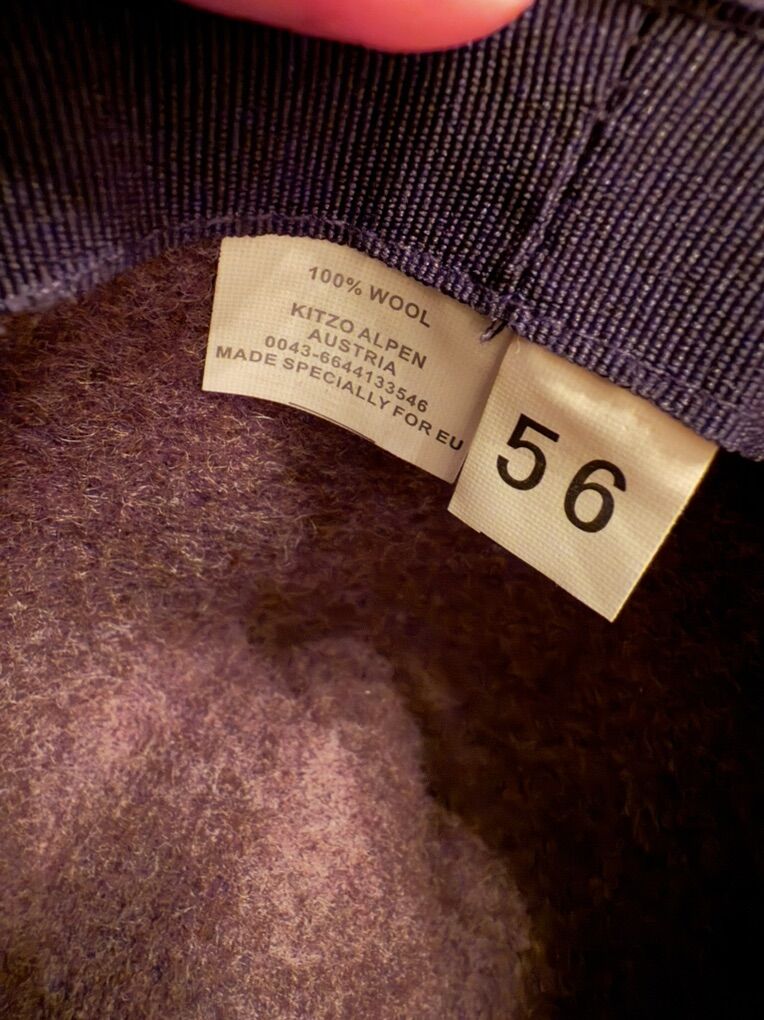 100% WOOL
KITZO ALPEN
AUSTRIA
0043-6644133546
MADE SPECIALLY FOR EU
56